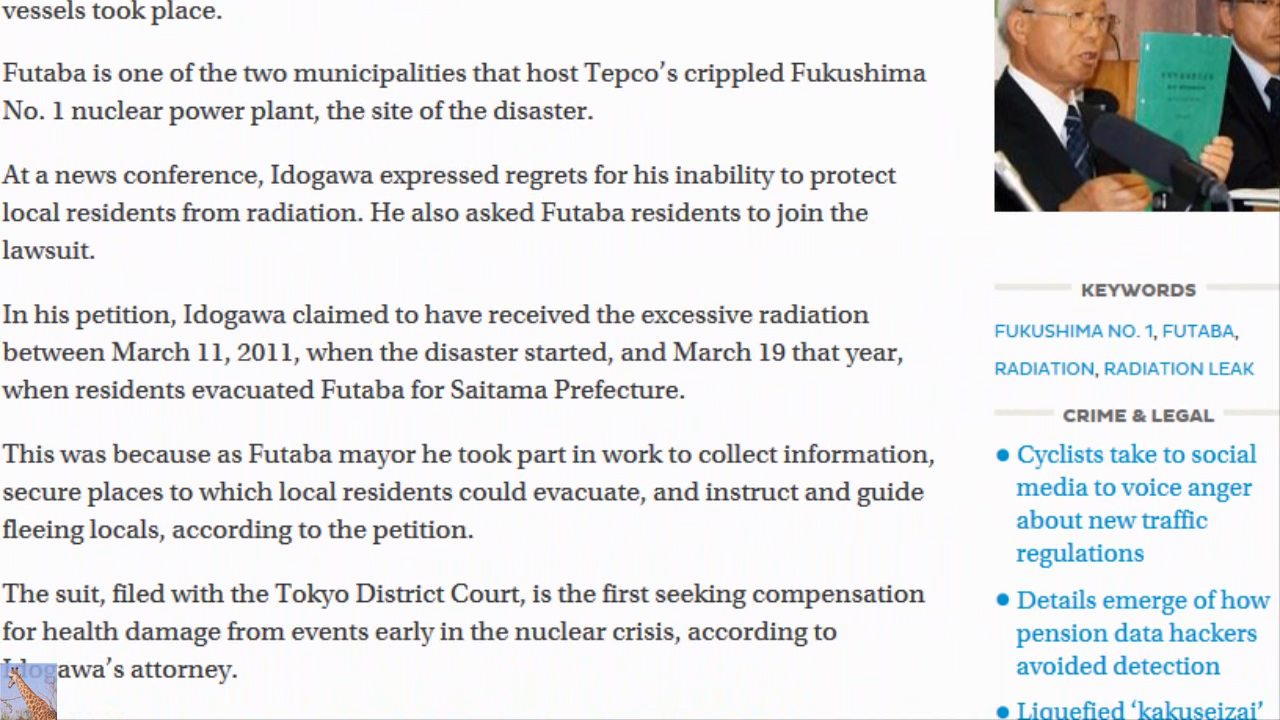 vessels took place.
Futaba is one of the two municipalities that host Tepco’s crippled Fukushima
No. 1 nuclear power plant, the site of the disaster.
At a news conference, Idogawa expressed regrets for his inability to protect
local residents from radiation. He also asked Futaba residents to join the
lawsuit.
In his petition, Idogawa claimed to have received the excessive radiation
between March 11, 2011, when the disaster started, and March 19 that year,
when residents evacuated Futaba for Saitama Prefecture.
This was because as Futaba mayor he took part in work to collect information,
secure places to which local residents could evacuate, and instruct and guide
fleeing locals, according to the petition.
The suit, filed with the Tokyo District Court, is the first seeking compensation
for health damage from events early in the nuclear crisis, according to
Idogawa’s attorney.
KEYWORDS
FUKUSHIMA NO. 1, FUTABA,
RADIATION, RADIATION LEAK
CRIME & LEGAL
● Cyclists take to social
media to voice anger
about new traffic
regulations
● Details emerge of how
pension data hackers
avoided detection
● Liquefied ‘kakuseizai’